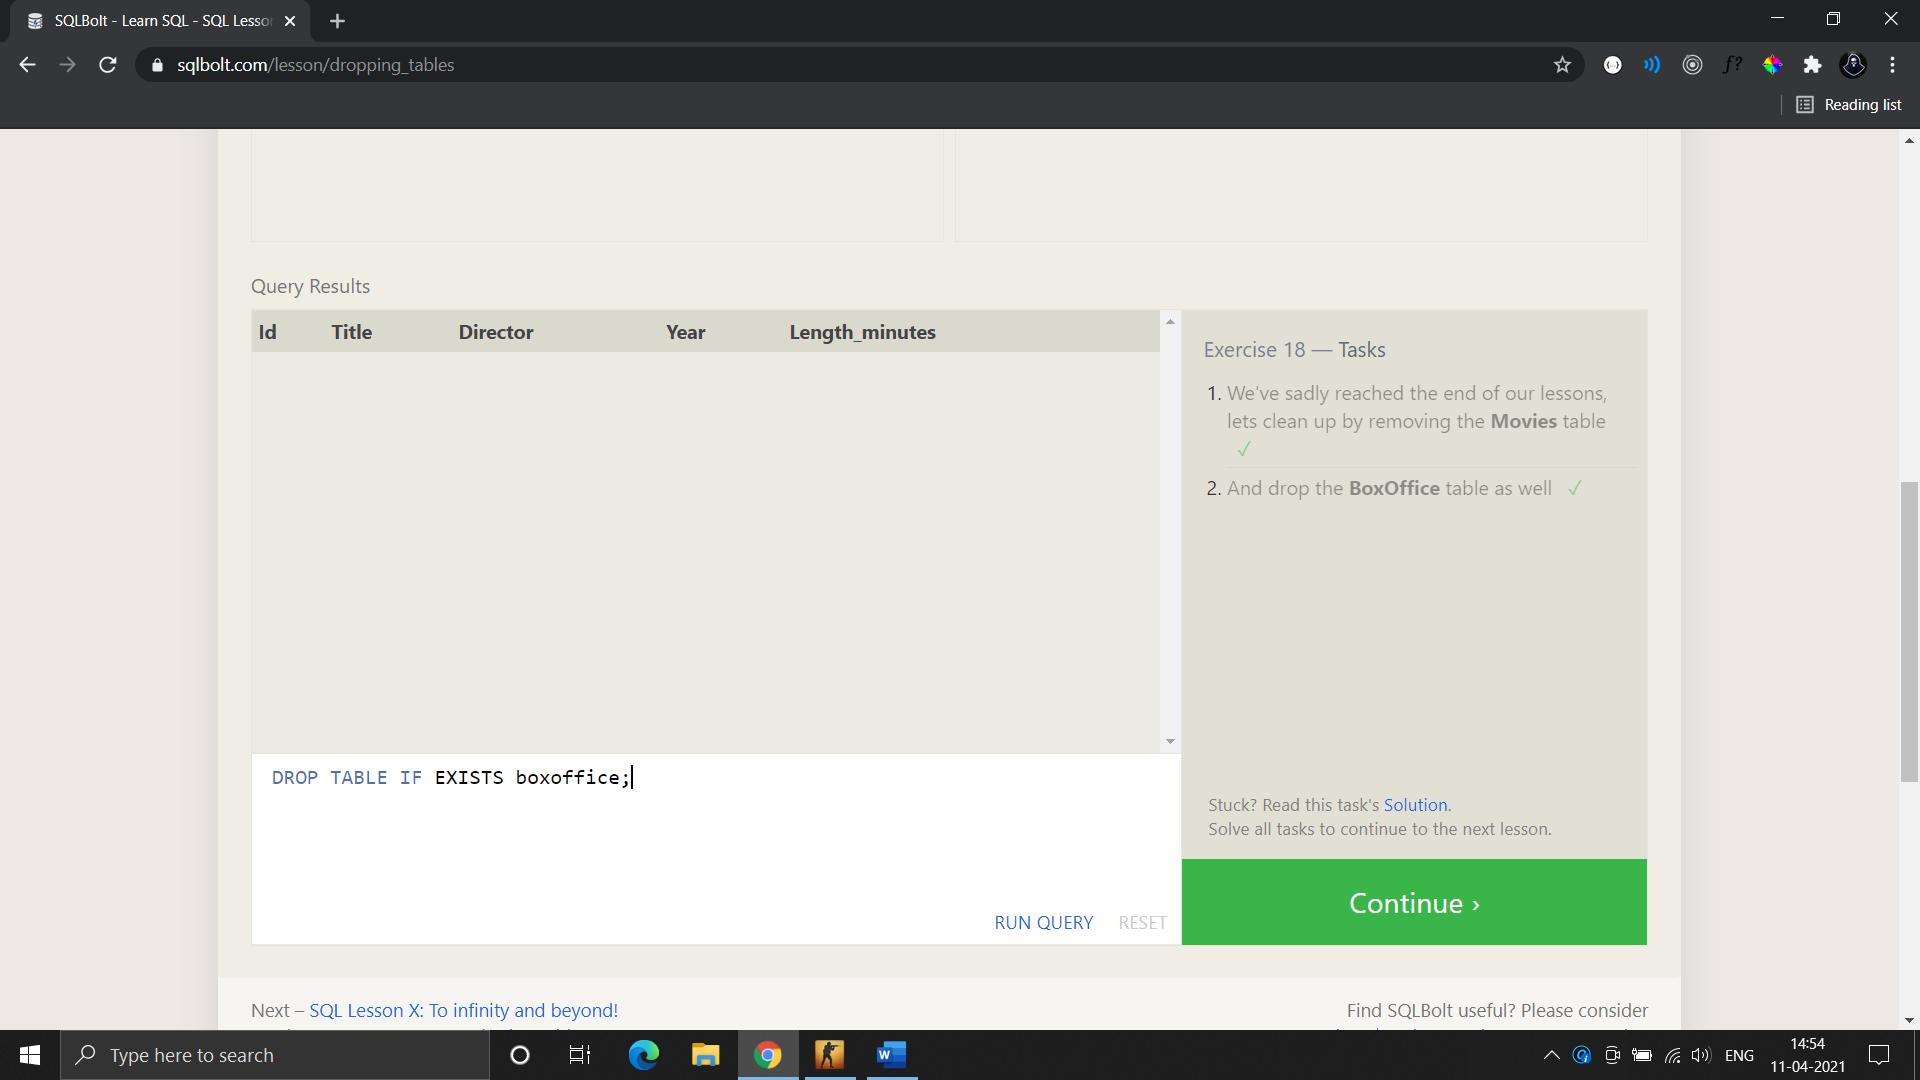 SQLBolt - Learn SQL - SQL Lesso
sqlbolt.com/lesson/dropping_tables
f?
Reading list
Query Results
Id Title Director Year Length_minutes
Exercise 18 — Tasks
1. We've sadly reached the end of our lessons,
lets clean up by removing the Movies table
✓
2. And drop the BoxOffice table as well ✓
DROP TABLE IF EXISTS boxoffice;
Stuck? Read this task's Solution.
Solve all tasks to continue to the next lesson.
RUN QUERY RESET
Continue ›
Next – SQL Lesson X: To infinity and beyond!
Find SQLBolt useful? Please consider
Type here to search
W
ENG
14:54
11-04-2021